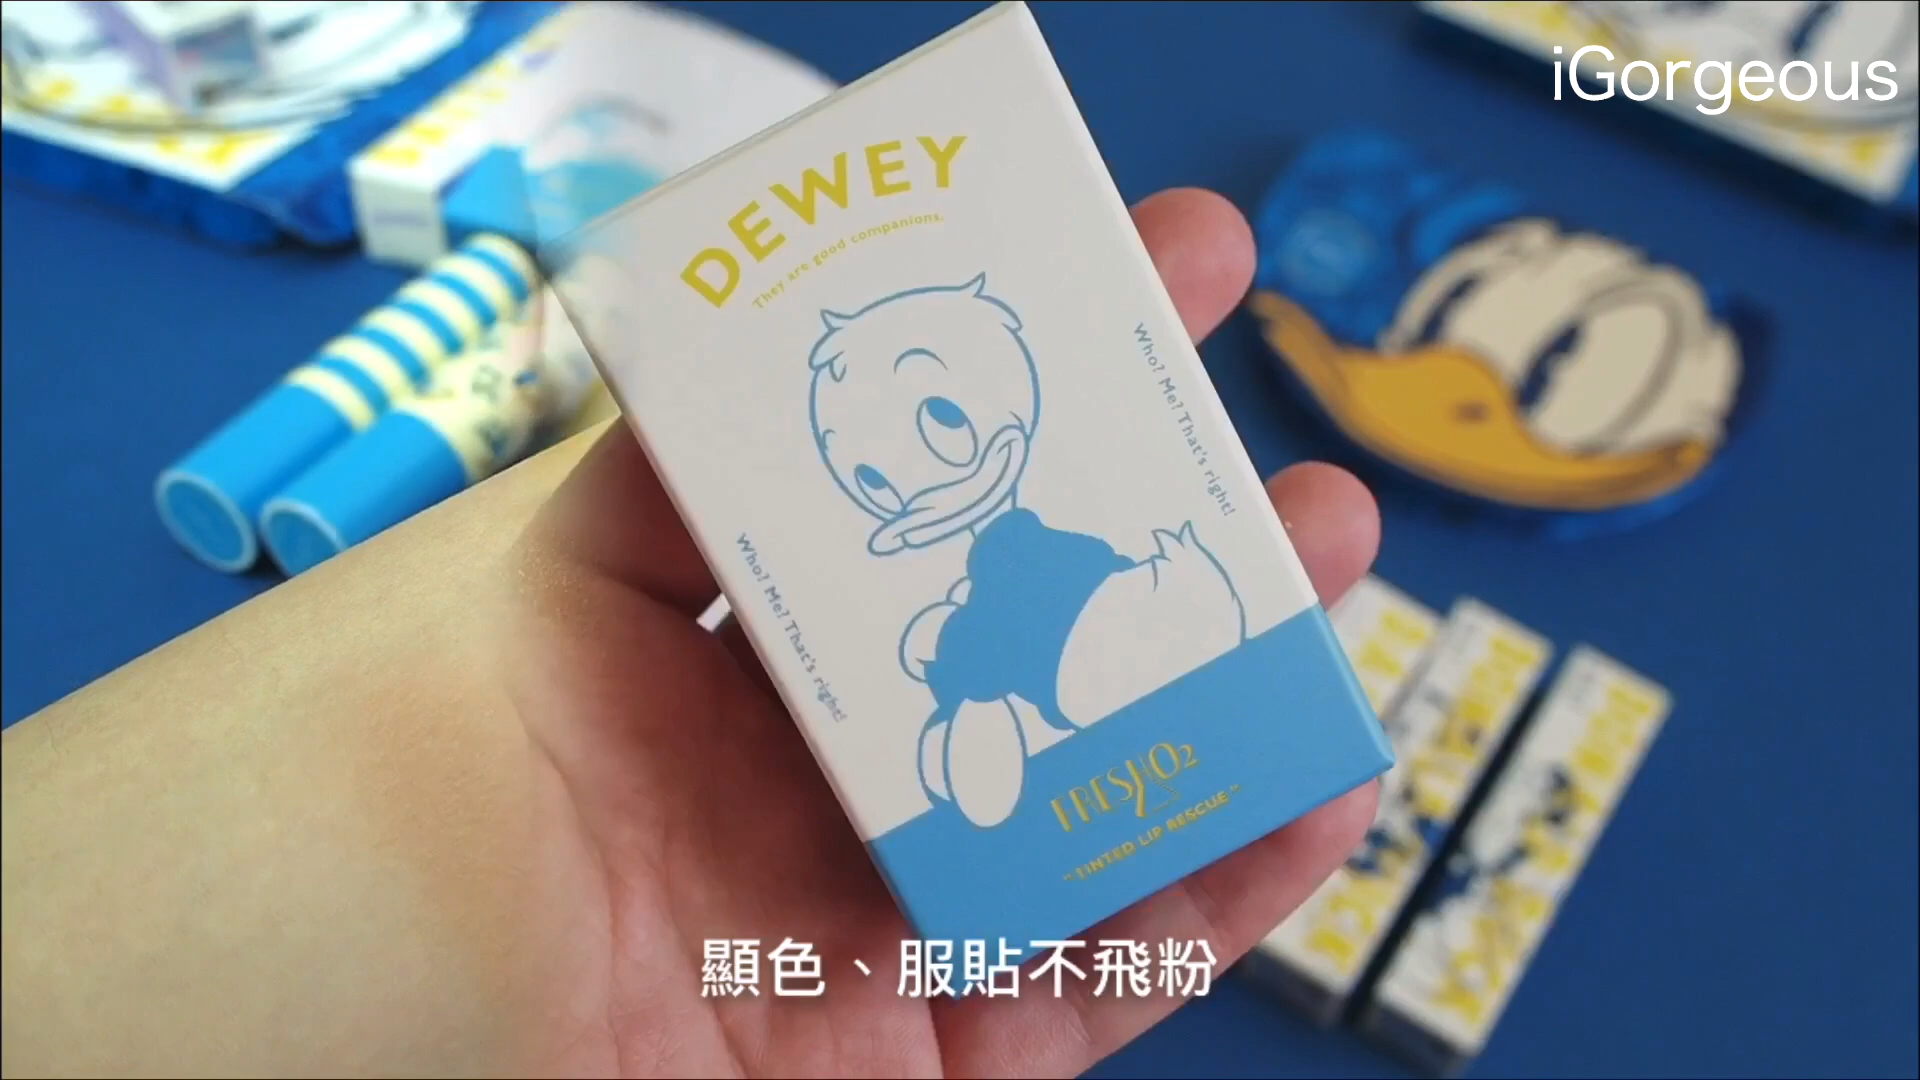 iGorgeous
DEWEY
They are good companions.
Who? Me? That's right!
Who? Me? That's right!
FRESHO2
"TINTED LIP RESCUE"
顯色、服貼不飛粉